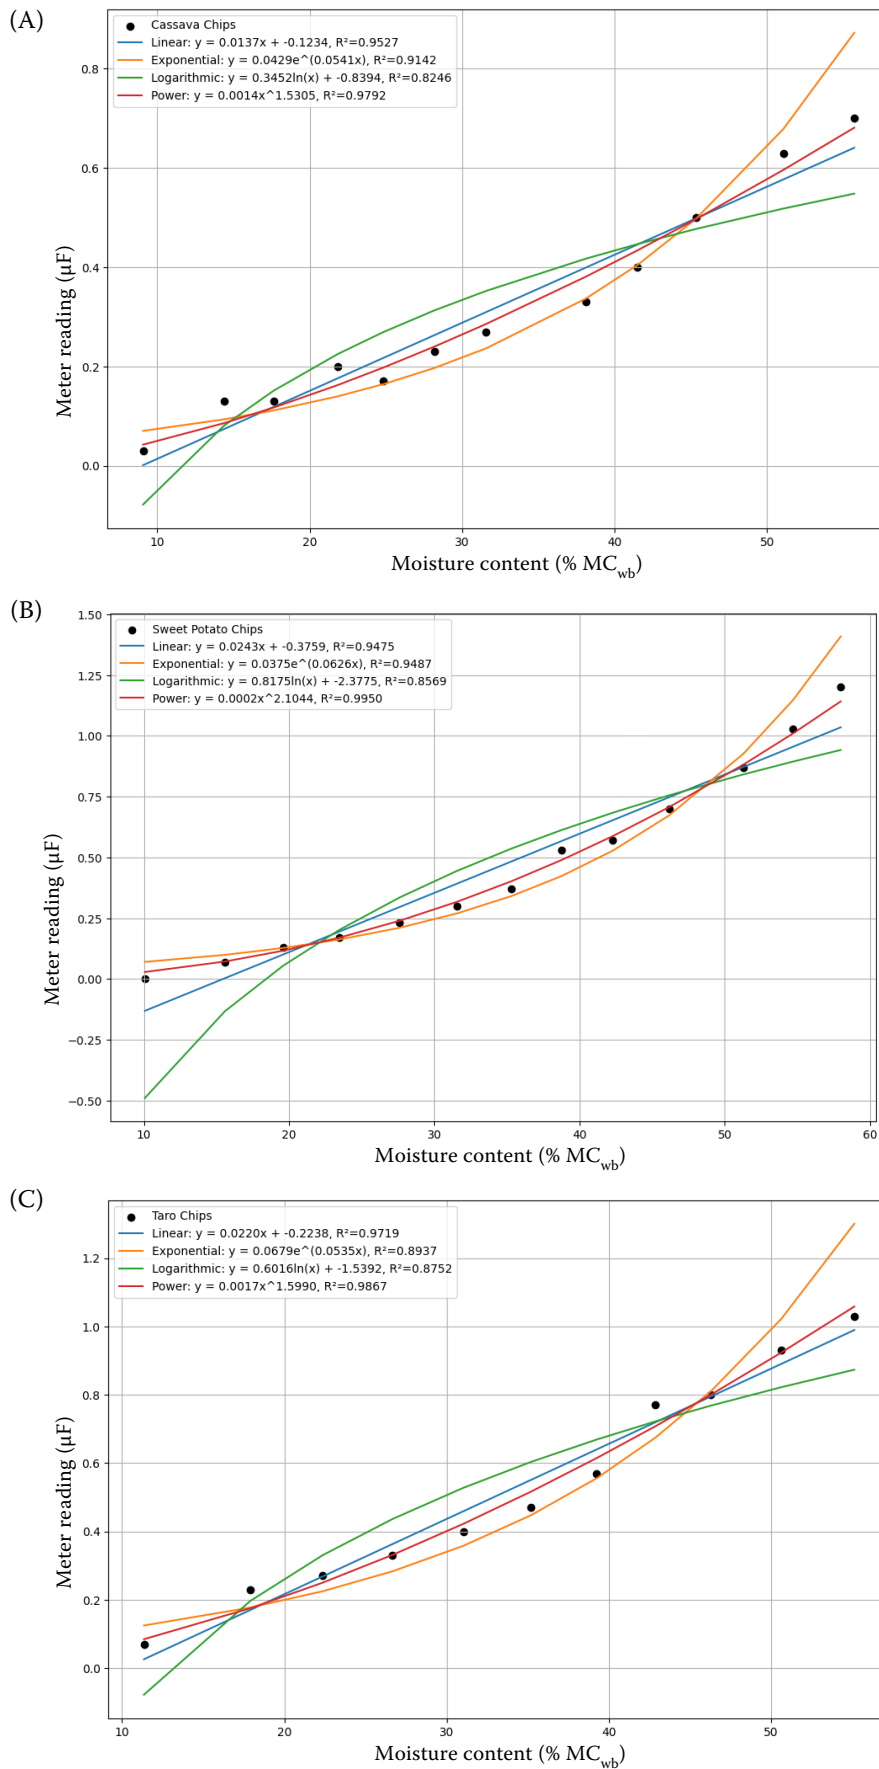 (A)
Cassava Chips
Linear: y = 0.0137x + -0.1234, R²=0.9527
Exponential: y = 0.0429e^(0.0541x), R²=0.9142
Logarithmic: y = 0.3452ln(x) + -0.8394, R²=0.8246
Power: y = 0.0014x^1.5305, R²=0.9792
0.8
0.6
0.4
0.2
0.0
Meter reading (µF)
10 20 30 40 50
Moisture content (% MC_wb)
(B)
Sweet Potato Chips
Linear: y = 0.0243x + -0.3759, R²=0.9475
Exponential: y = 0.0375e^(0.0626x), R²=0.9487
Logarithmic: y = 0.8175ln(x) + -2.3775, R²=0.8569
Power: y = 0.0002x^2.1044, R²=0.9950
1.50
1.25
1.00
0.75
0.50
0.25
0.00
−0.25
−0.50
Meter reading (µF)
10 20 30 40 50 60
Moisture content (% MC_wb)
(C)
Taro Chips
Linear: y = 0.0220x + -0.2238, R²=0.9719
Exponential: y = 0.0679e^(0.0535x), R²=0.8937
Logarithmic: y = 0.6016ln(x) + -1.5392, R²=0.8752
Power: y = 0.0017x^1.5990, R²=0.9867
1.2
1.0
0.8
0.6
0.4
0.2
0.0
Meter reading (µF)
10 20 30 40 50
Moisture content (% MC_wb)